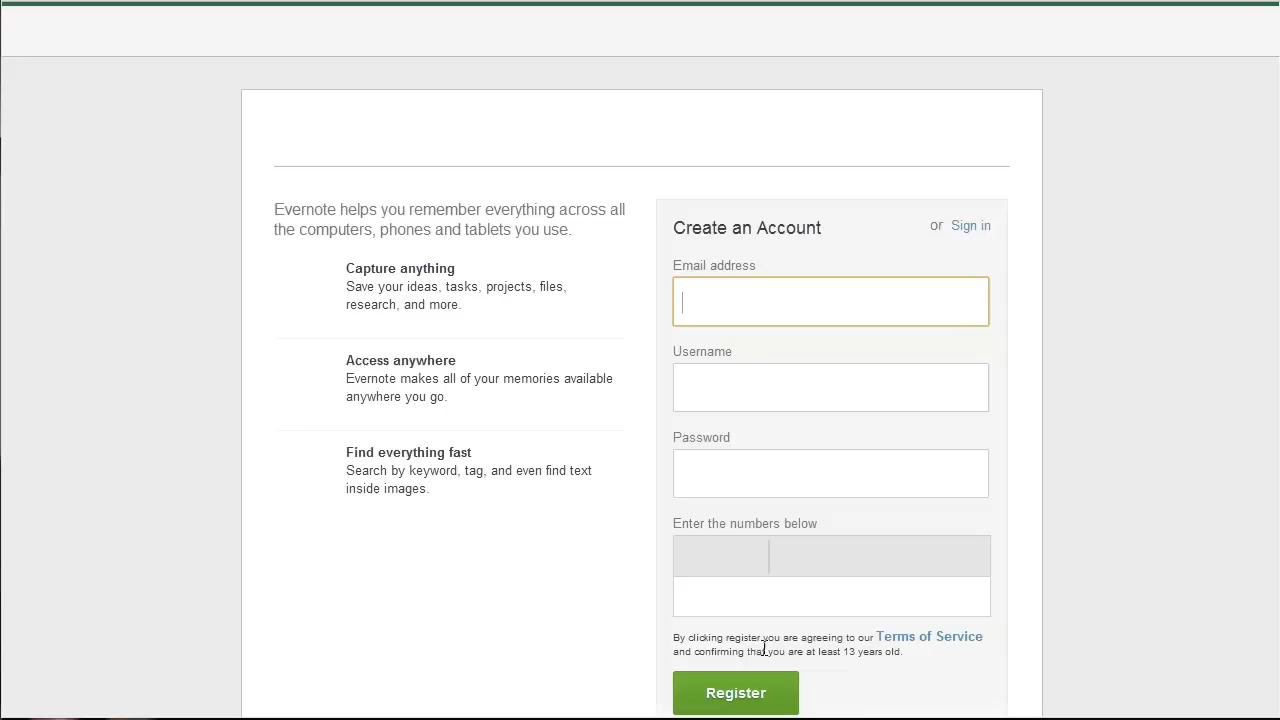 Evernote helps you remember everything across all
the computers, phones and tablets you use.
Capture anything
Save your ideas, tasks, projects, files,
research, and more.
Access anywhere
Evernote makes all of your memories available
anywhere you go.
Find everything fast
Search by keyword, tag, and even find text
inside images.
Create an Account
or Sign in
Email address
Username
Password
Enter the numbers below
By clicking register you are agreeing to our Terms of Service
and confirming that you are at least 13 years old.
Register